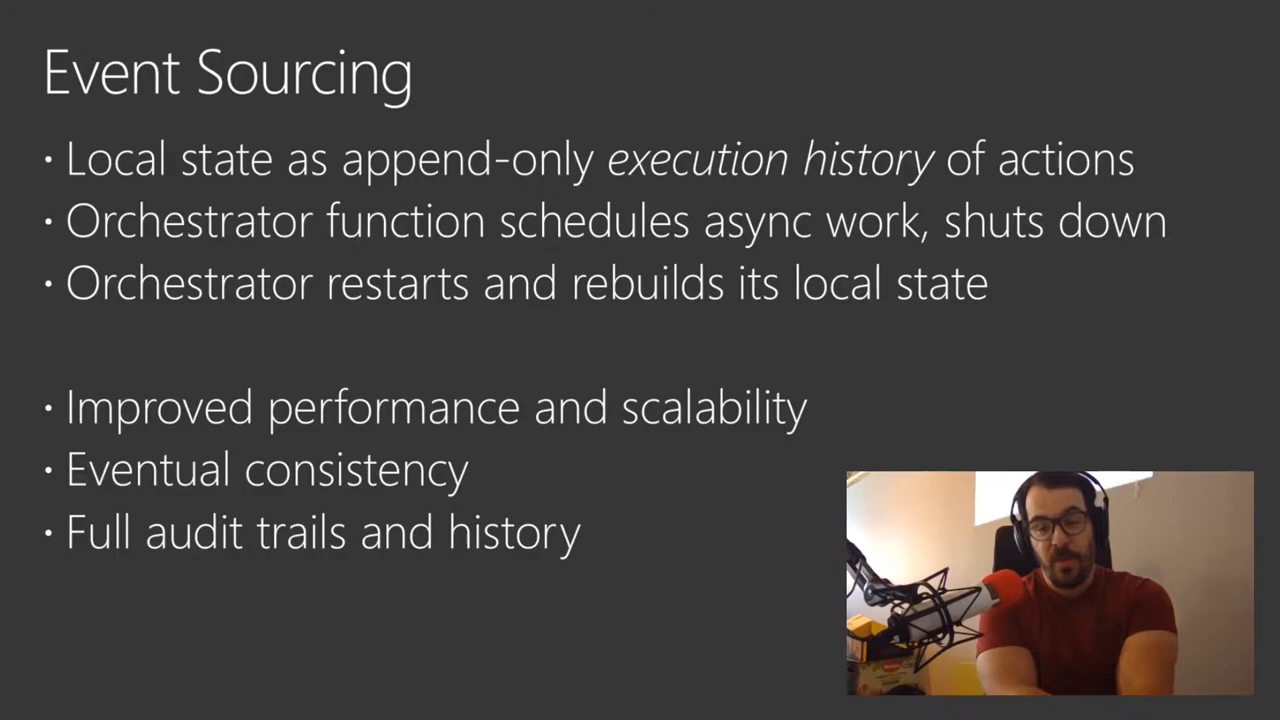 Event Sourcing
· Local state as append-only execution history of actions
· Orchestrator function schedules async work, shuts down
· Orchestrator restarts and rebuilds its local state
· Improved performance and scalability
· Eventual consistency
· Full audit trails and history